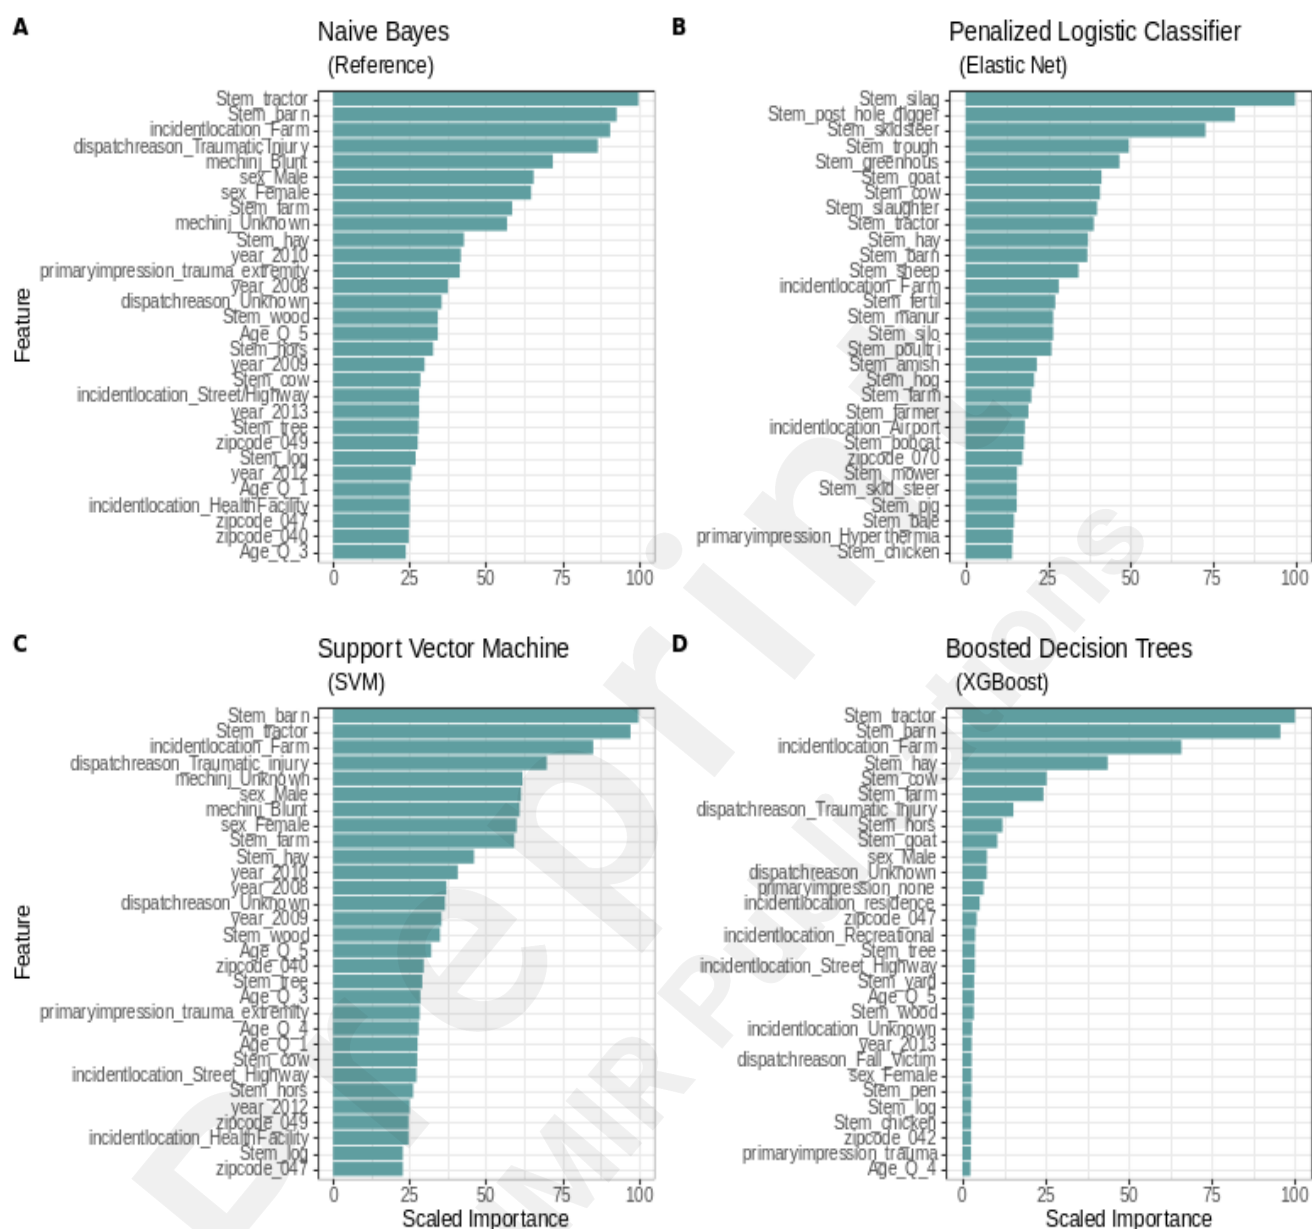 A
Naive Bayes
(Reference)
Stem_tractor
Stem_barn
incidentlocation_Farm
dispatchreason_Traumatic Injury
mechinj_Blunt
sex_Male
sex_Female
Stem_farm
mechinj_Unknown
Stem_hay
year_2010
primaryimpression_trauma_extremity
year_2008
dispatchreason_Unknown
Stem_wood
Age_Q_5
Stem_hors
year_2009
Stem_cow
incidentlocation_Street/Highway
year_2013
Stem_tree
zipcode_049
Stem_log
year_2012
Age_Q_1
incidentlocation_HealthFacility
zipcode_047
zipcode_040
Age_Q_3
Feature
0 25 50 75 100
B
Penalized Logistic Classifier
(Elastic Net)
Stem_silag
Stem_post_hole_digger
Stem_skidsteer
Stem_trough
Stem_greenhous
Stem_goat
Stem_cow
Stem_slaughter
Stem_tractor
Stem_hay
Stem_barn
Stem_sheep
incidentlocation_Farm
Stem_fertil
Stem_manur
Stem_silo
Stem_poultri
Stem_amish
Stem_hog
Stem_farm
Stem_farmer
incidentlocation_Airport
Stem_bobcat
zipcode_070
Stem_mower
Stem_skid_steer
Stem_pig
Stem_bale
primaryimpression_Hyperthermia
Stem_chicken
0 25 50 75 100
C
Support Vector Machine
(SVM)
Stem_barn
Stem_tractor
incidentlocation_Farm
dispatchreason_Traumatic_injury
mechinj_Unknown
sex_Male
mechinj_Blunt
sex_Female
Stem_farm
Stem_hay
year_2010
year_2008
dispatchreason_Unknown
year_2009
Stem_wood
Age_Q_5
zipcode_040
Stem_tree
Age_Q_3
primaryimpression_trauma_extremity
Age_Q_4
Age_Q_1
Stem_cow
incidentlocation_Street_Highway
Stem_hors
year_2012
zipcode_049
incidentlocation_HealthFacility
Stem_log
zipcode_047
Feature
0 25 50 75 100
Scaled Importance
D
Boosted Decision Trees
(XGBoost)
Stem_tractor
Stem_barn
incidentlocation_Farm
Stem_hay
Stem_cow
Stem_farm
dispatchreason_Traumatic_Injury
Stem_hors
Stem_goat
sex_Male
dispatchreason_Unknown
primaryimpression_none
incidentlocation_residence
zipcode_047
incidentlocation_Recreational
Stem_tree
incidentlocation_Street_Highway
Stem_yard
Age_Q_5
Stem_wood
incidentlocation_Unknown
year_2013
dispatchreason_Fall_Victim
sex_Female
Stem_pen
Stem_log
Stem_chicken
zipcode_042
primaryimpression_trauma
Age_Q_4
0 25 50 75 100
Scaled Importance
Preprint